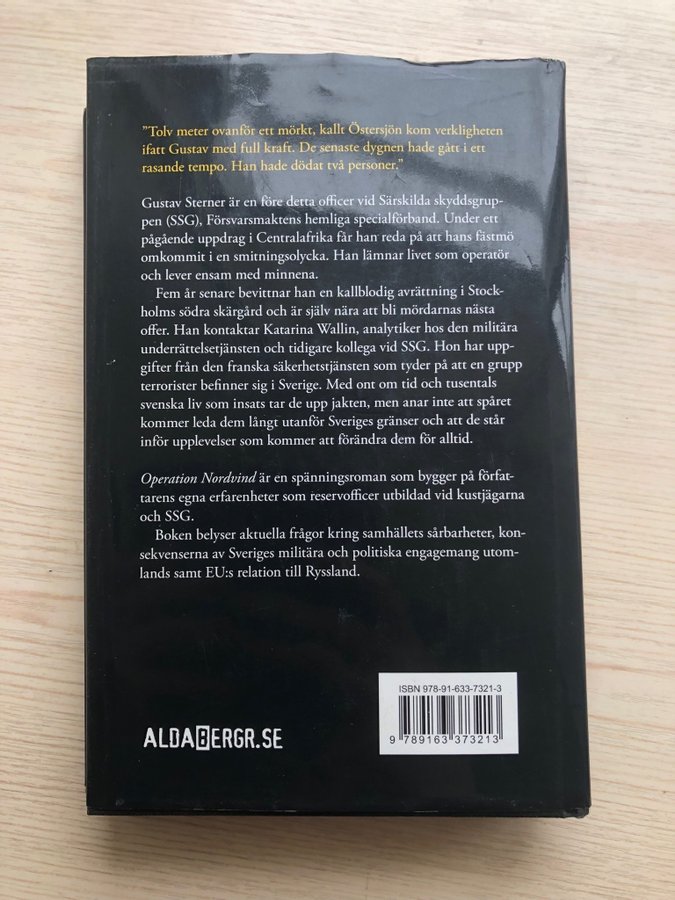 ”Tolv meter ovanför ett mörkt, kallt Östersjön kom verkligheten
ifatt Gustav med full kraft. De senaste dygnen hade gått i ett
rasande tempo. Han hade dödat två personer.”
Gustav Sterner är en före detta officer vid Särskilda skyddsgrup-
pen (SSG), Försvarsmaktens hemliga specialförband. Under ett
pågående uppdrag i Centralafrika får han reda på att hans fästmö
omkommit i en smitningsolycka. Han lämnar livet som operatör
och lever ensam med minnena.
Fem år senare bevittnar han en kallblodig avrättning i Stock-
holms södra skärgård och är själv nära att bli mördarnas nästa
offer. Han kontaktar Katarina Wallin, analytiker hos den militära
underrättelsetjänsten och tidigare kollega vid SSG. Hon har upp-
gifter från den franska säkerhetstjänsten som tyder på att en grupp
terrorister befinner sig i Sverige. Med ont om tid och tusentals
svenska liv som insats tar de upp jakten, men anar inte att spåret
kommer leda dem långt utanför Sveriges gränser och att de står
inför upplevelser som kommer att förändra dem för alltid.
Operation Nordvind är en spänningsroman som bygger på förfat-
tarens egna erfarenheter som reservofficer utbildad vid kustjägarna
och SSG.
Boken belyser aktuella frågor kring samhällets sårbarheter, kon-
sekvenserna av Sveriges militära och politiska engagemang utom-
lands samt EU:s relation till Ryssland.
ISBN 978-91-633-7321-3
9 789163 373213
ALDABERGR.SE